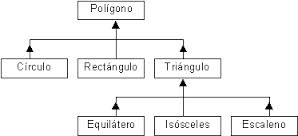 Polígono
Círculo Rectángulo Triángulo
Equilátero Isósceles Escaleno